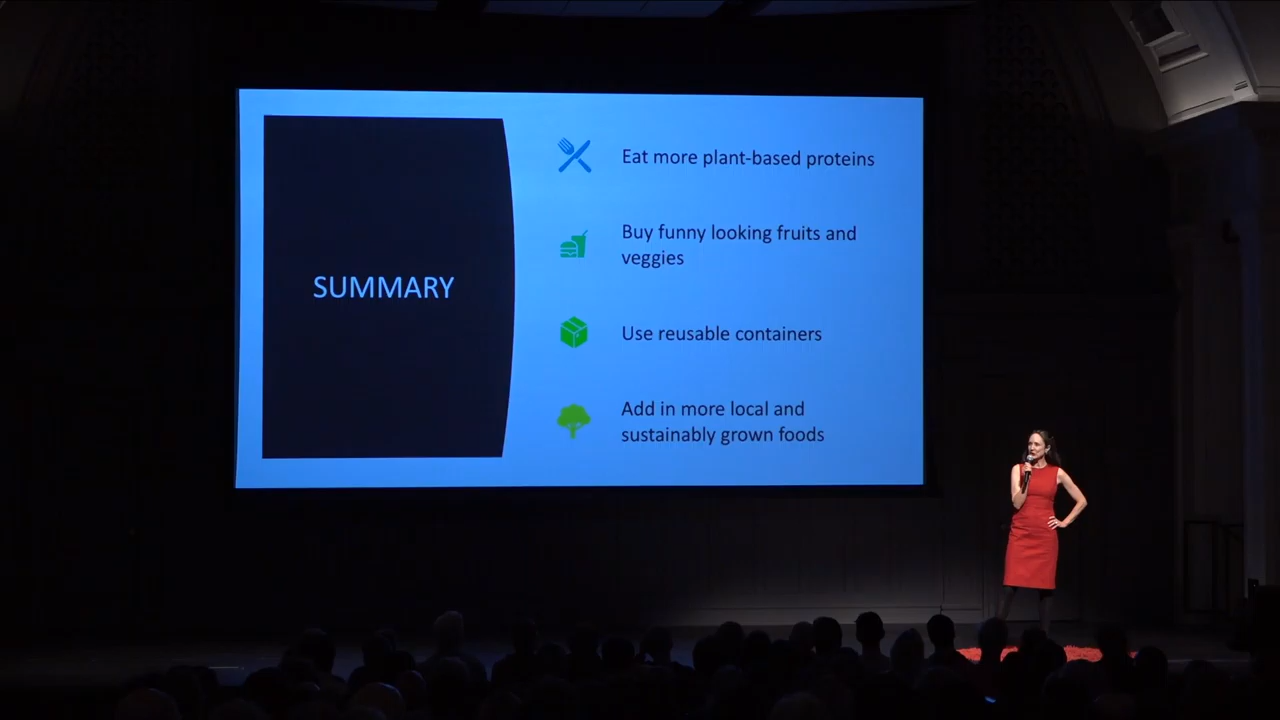 SUMMARY
Eat more plant-based proteins
Buy funny looking fruits and
veggies
Use reusable containers
Add in more local and
sustainably grown foods